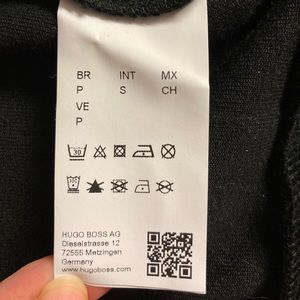 BR INT MX
P S CH
VE
P
30
HUGO BOSS AG
Dieselstrasse 12
72555 Metzingen
Germany
www.hugoboss.com